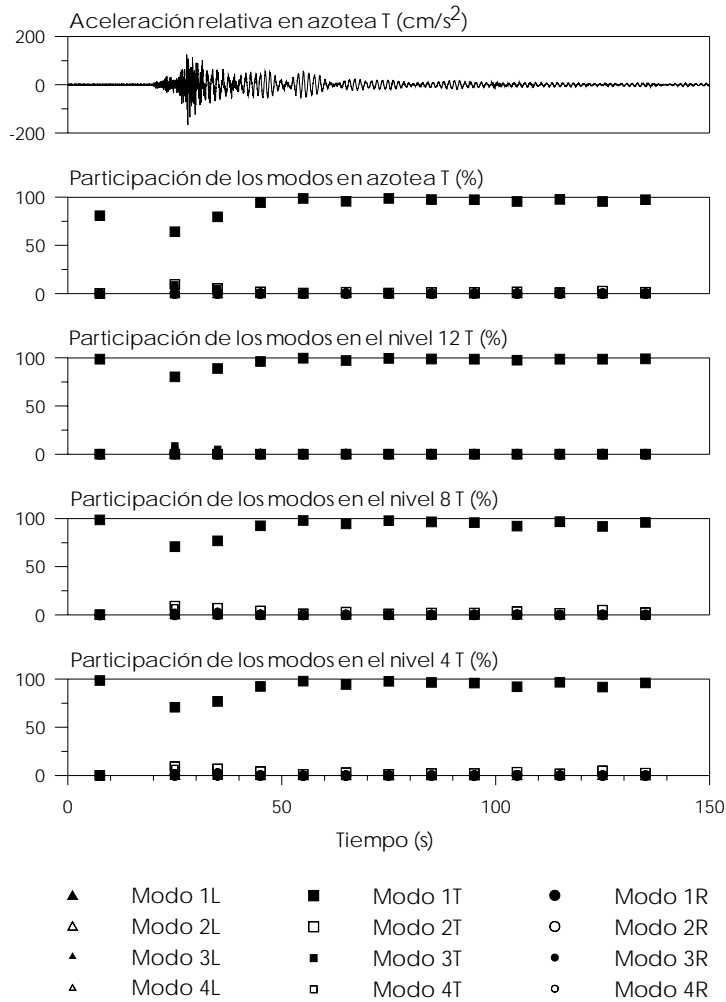 Aceleración relativa en azotea T (cm/s2)
200
0
-200
Participación de los modos en azotea T (%)
100
50
0
Participación de los modos en el nivel 12 T (%)
100
50
0
Participación de los modos en el nivel 8 T (%)
100
50
0
Participación de los modos en el nivel 4 T (%)
100
50
0
0 50 100 150
Tiempo (s)
Modo 1L Modo 1T Modo 1R
Modo 2L Modo 2T Modo 2R
Modo 3L Modo 3T Modo 3R
Modo 4L Modo 4T Modo 4R